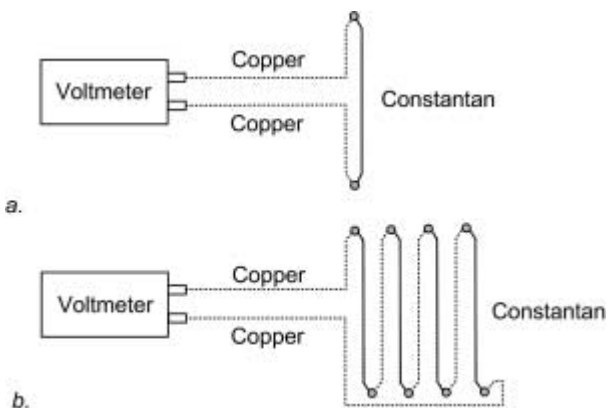 Copper
Voltmeter
Constantan
Copper
a.
Copper
Voltmeter
Constantan
Copper
b.